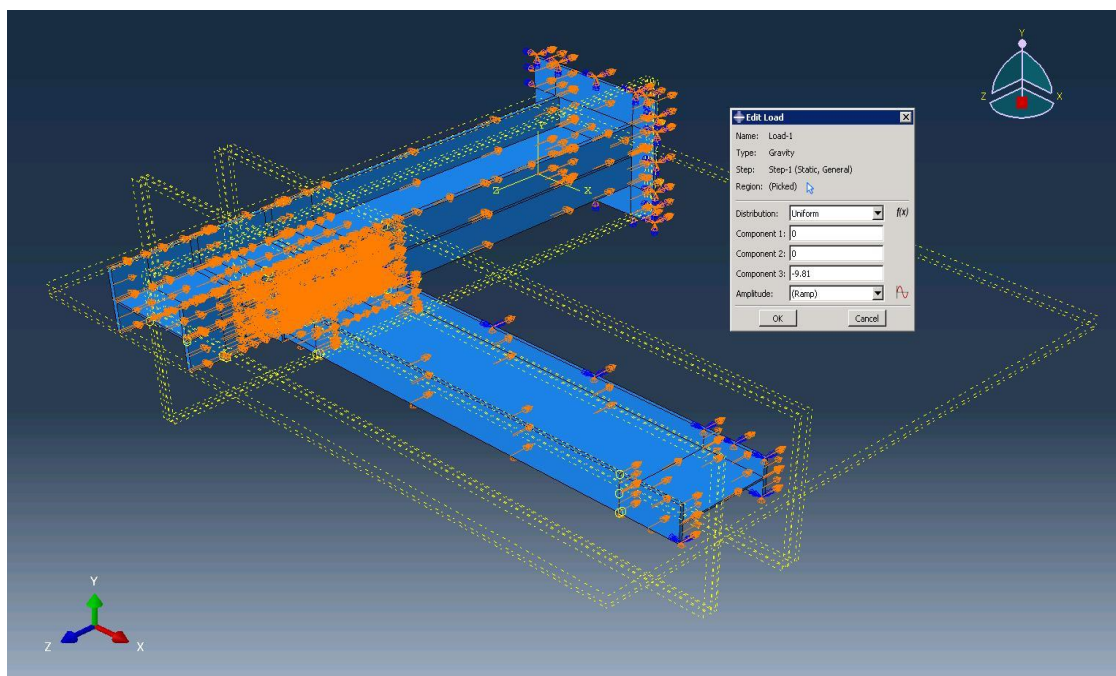 Y
Z
X
Edit Load
Name: Load-1
Type: Gravity
Step: Step-1 (Static, General)
Region: (Picked)
Distribution: Uniform f(x)
Component 1: 0
Component 2: 0
Component 3: -9.81
Amplitude: (Ramp)
OK Cancel
Z X
Y
Z X